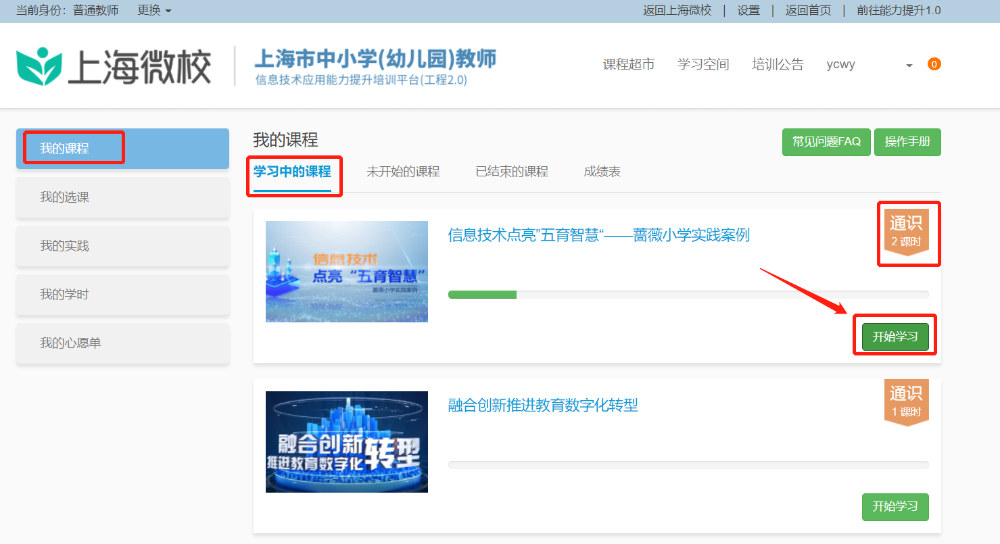 当前身份：普通教师 更换
返回上海微校 | 设置 | 返回首页 | 前往能力提升1.0
上海微校
上海市中小学(幼儿园)教师
信息技术应用能力提升培训平台(工程2.0)
课程超市 学习空间 培训公告 ycwy 0
我的课程
我的选课
我的实践
我的学时
我的心愿单
我的课程
常见问题FAQ 操作手册
学习中的课程 未开始的课程 已结束的课程 成绩表
信息技术
点亮“五育智慧”
蔷薇小学实践案例
信息技术点亮”五育智慧“——蔷薇小学实践案例
通识
2 课时
开始学习
融合创新转型
推进教育数字化
融合创新推进教育数字化转型
通识
1 课时
开始学习